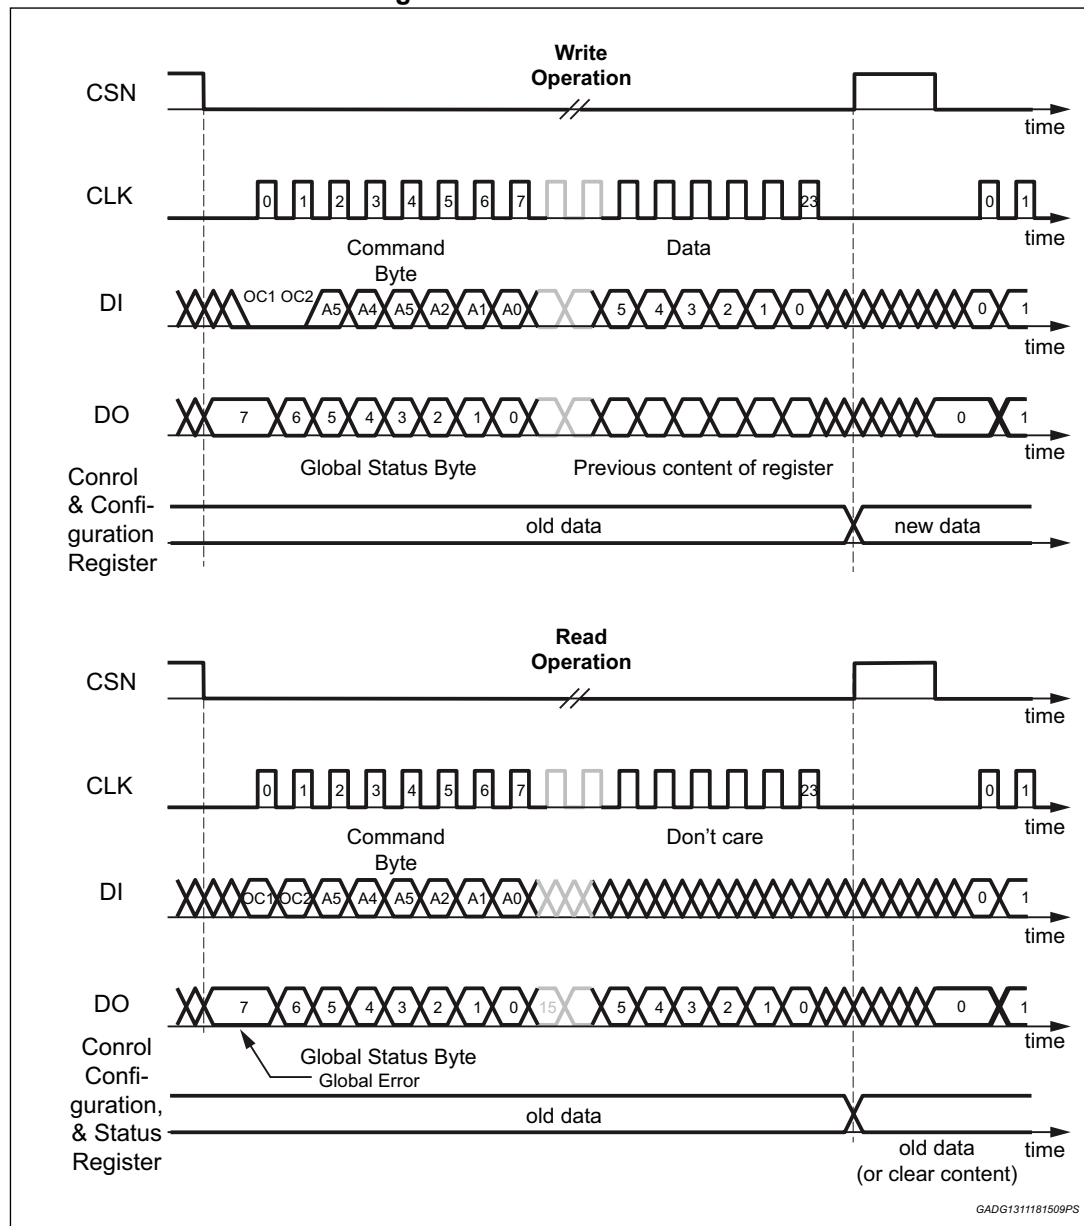 Write
Operation
CSN
time
CLK
0 1 2 3 4 5 6 7 23 0 1
time
Command
Byte
Data
DI
OC1 OC2 A5 A4 A5 A2 A1 A0 5 4 3 2 1 0 0 1
time
DO
7 6 5 4 3 2 1 0 0 1
time
Global Status Byte
Previous content of register
Conrol
& Confi-
guration
Register
old data
new data
Read
Operation
CSN
time
CLK
0 1 2 3 4 5 6 7 23 0 1
time
Command
Byte
Don't care
DI
OC1 OC2 A5 A4 A5 A2 A1 A0 0 1
time
DO
7 6 5 4 3 2 1 0 15 5 4 3 2 1 0 0 1
time
Global Status Byte
Global Error
Conrol
Confi-
guration,
& Status
Register
old data
old data
(or clear content)
time
GADG1311181509PS